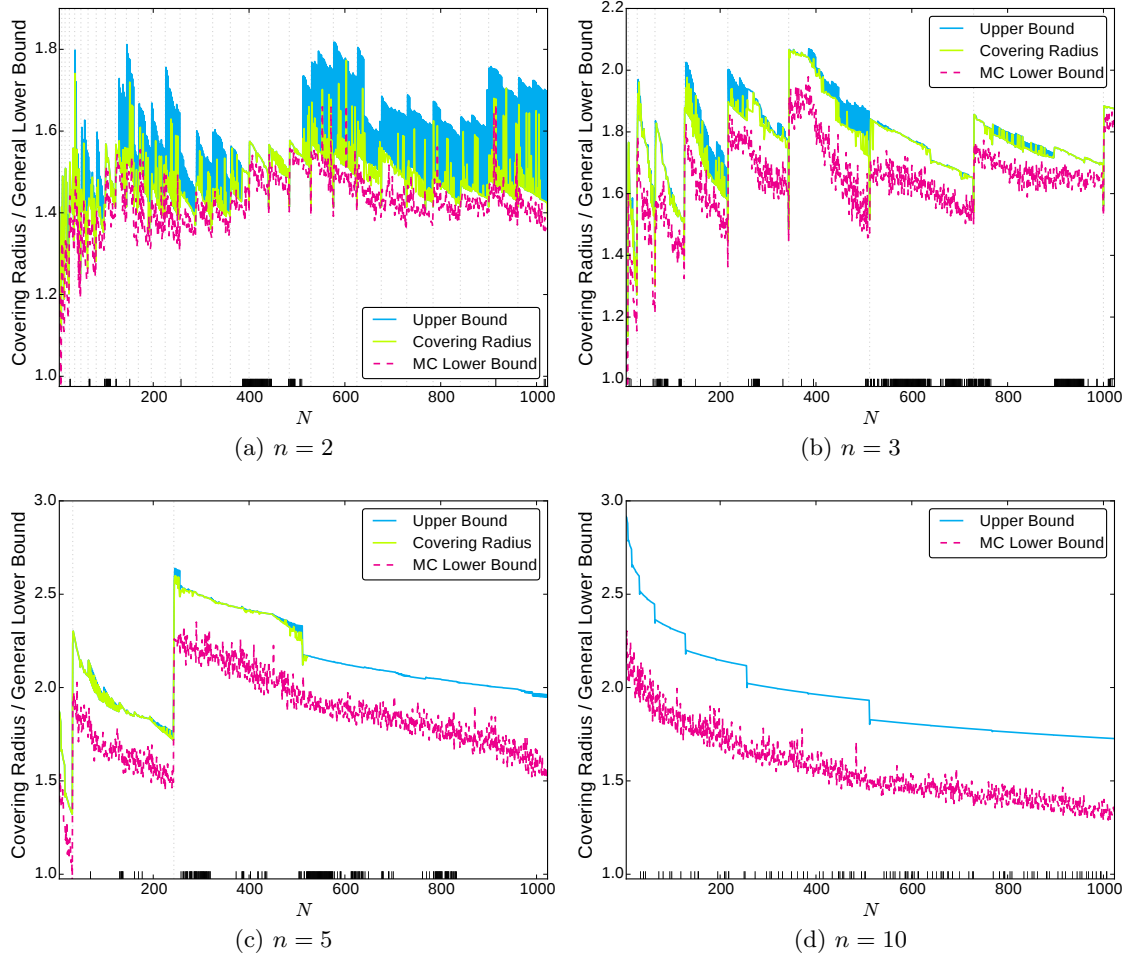 Covering Radius / General Lower Bound
1.8
1.6
1.4
1.2
1.0
200 400 600 800 1000
N
Upper Bound
Covering Radius
MC Lower Bound
(a) n = 2
Covering Radius / General Lower Bound
2.2
2.0
1.8
1.6
1.4
1.2
1.0
200 400 600 800 1000
N
Upper Bound
Covering Radius
MC Lower Bound
(b) n = 3
Covering Radius / General Lower Bound
3.0
2.5
2.0
1.5
1.0
200 400 600 800 1000
N
Upper Bound
Covering Radius
MC Lower Bound
(c) n = 5
Covering Radius / General Lower Bound
3.0
2.5
2.0
1.5
1.0
200 400 600 800 1000
N
Upper Bound
MC Lower Bound
(d) n = 10